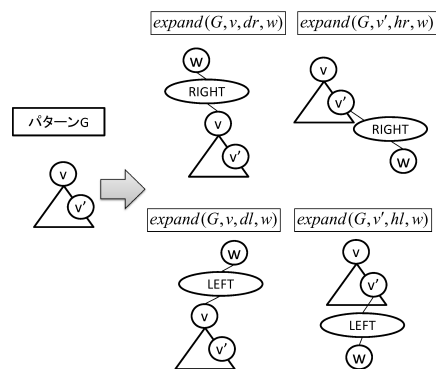 expand(G, v, dr, w)
expand(G, v′, hr, w)
w
RIGHT
v
v′
v
v′
RIGHT
w
パターンG
v
v′
expand(G, v, dl, w)
expand(G, v′, hl, w)
w
LEFT
v
v′
v
v′
LEFT
w